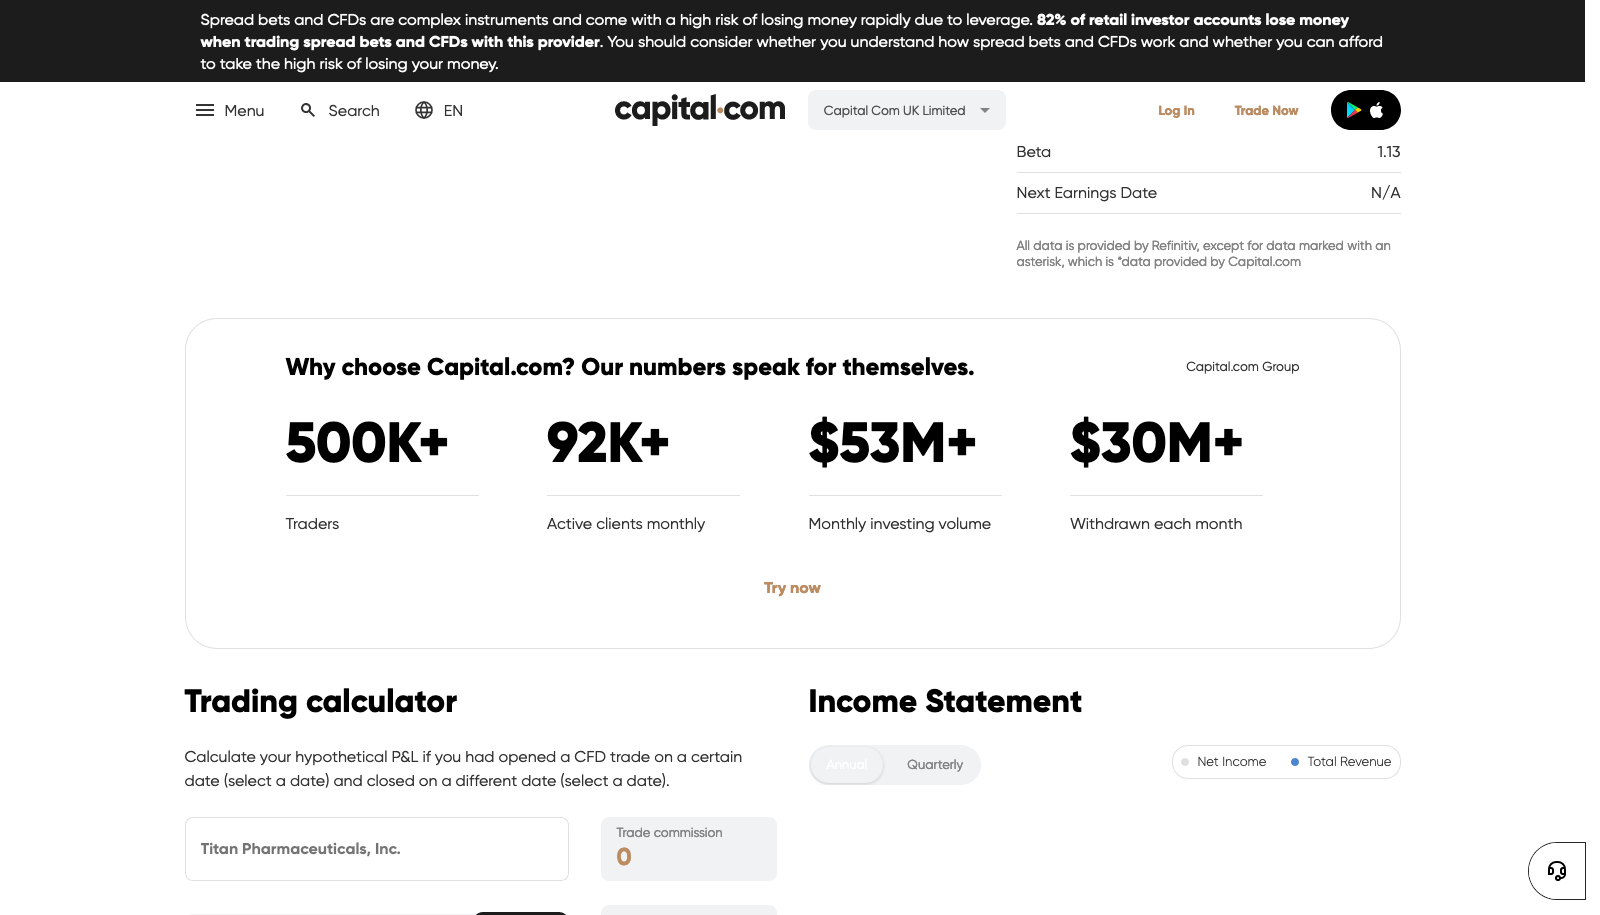 Spread bets and CFDs are complex instruments and come with a high risk of losing money rapidly due to leverage. 82% of retail investor accounts lose money
when trading spread bets and CFDs with this provider. You should consider whether you understand how spread bets and CFDs work and whether you can afford
to take the high risk of losing your money.
Menu
Search
EN
capital.com
Capital Com UK Limited
Log In
Trade Now
Beta 1.13
Next Earnings Date N/A
All data is provided by Refinitiv, except for data marked with an
asterisk, which is *data provided by Capital.com
Why choose Capital.com? Our numbers speak for themselves.
Capital.com Group
500K+
Traders
92K+
Active clients monthly
$53M+
Monthly investing volume
$30M+
Withdrawn each month
Try now
Trading calculator
Calculate your hypothetical P&L if you had opened a CFD trade on a certain
date (select a date) and closed on a different date (select a date).
Titan Pharmaceuticals, Inc.
Trade commission
0
Income Statement
Annual
Quarterly
Net Income
Total Revenue